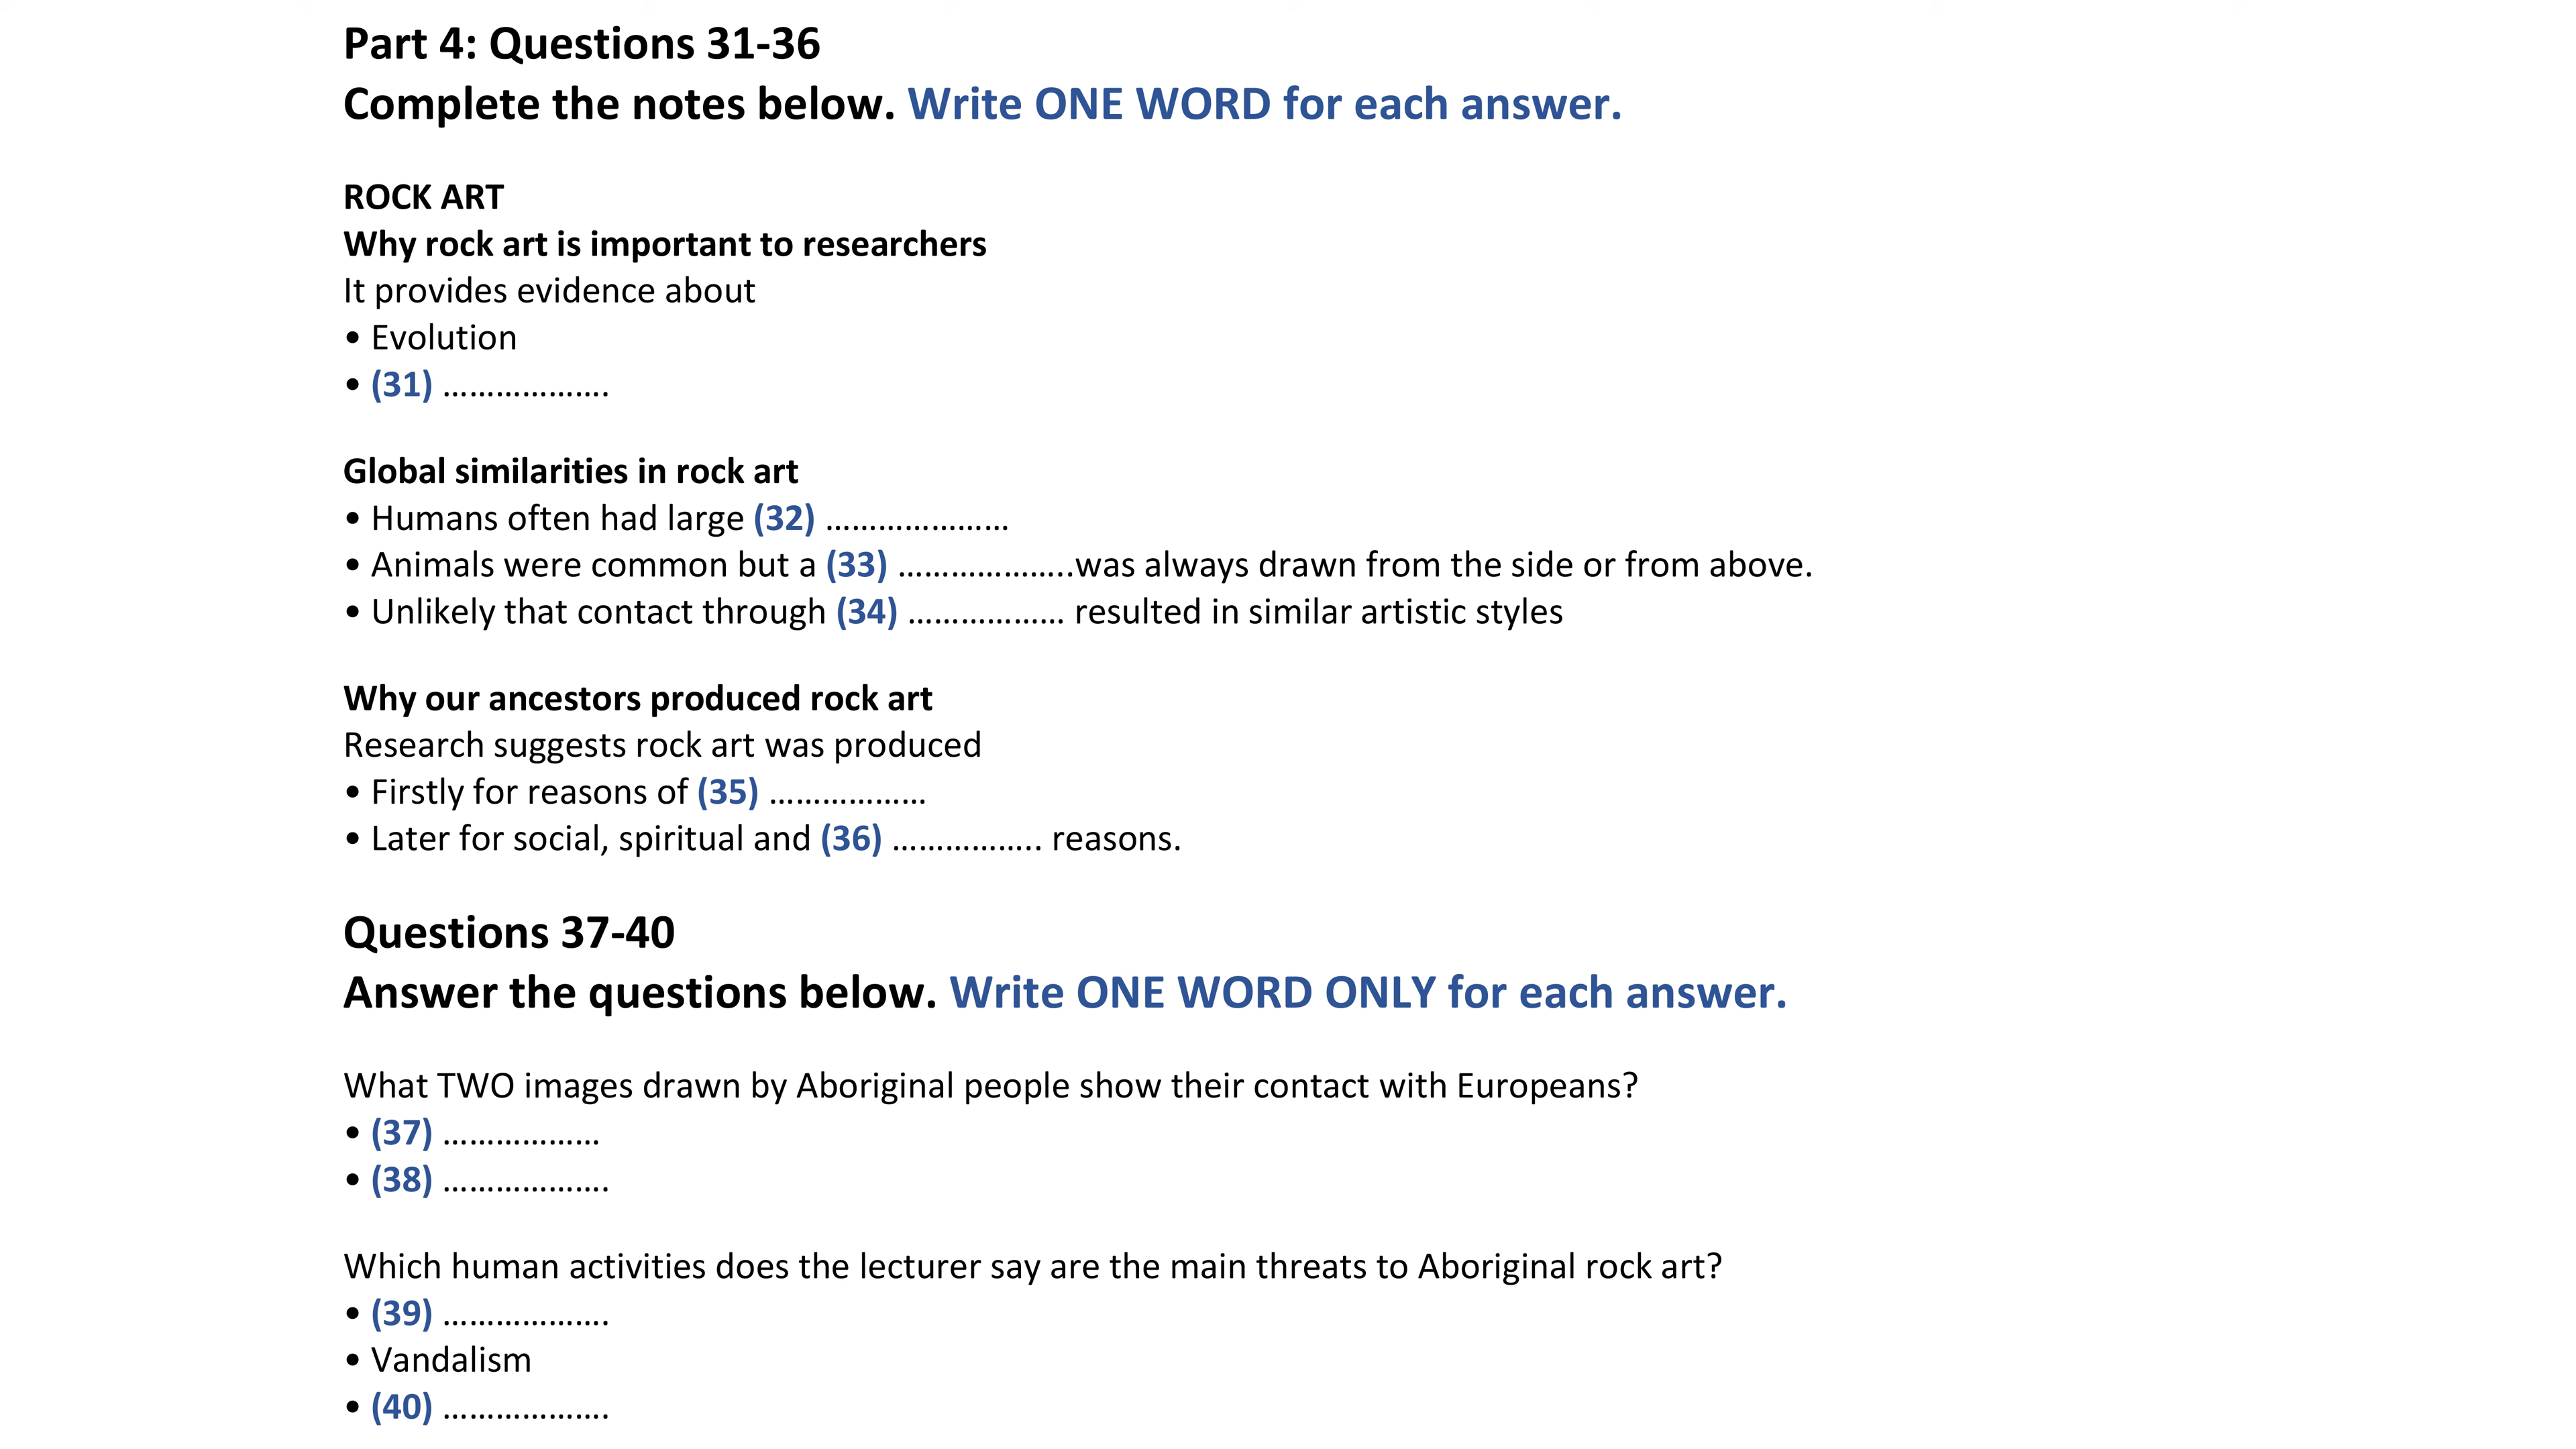 Part 4: Questions 31-36
Complete the notes below. Write ONE WORD for each answer.
ROCK ART
Why rock art is important to researchers
It provides evidence about
• Evolution
• (31) ……………….
Global similarities in rock art
• Humans often had large (32) …………………
• Animals were common but a (33) ………………..was always drawn from the side or from above.
• Unlikely that contact through (34) ……………… resulted in similar artistic styles
Why our ancestors produced rock art
Research suggests rock art was produced
• Firstly for reasons of (35) ………………
• Later for social, spiritual and (36) …………….. reasons.
Questions 37-40
Answer the questions below. Write ONE WORD ONLY for each answer.
What TWO images drawn by Aboriginal people show their contact with Europeans?
• (37) ………………
• (38) ……………….
Which human activities does the lecturer say are the main threats to Aboriginal rock art?
• (39) ……………….
• Vandalism
• (40) ……………….